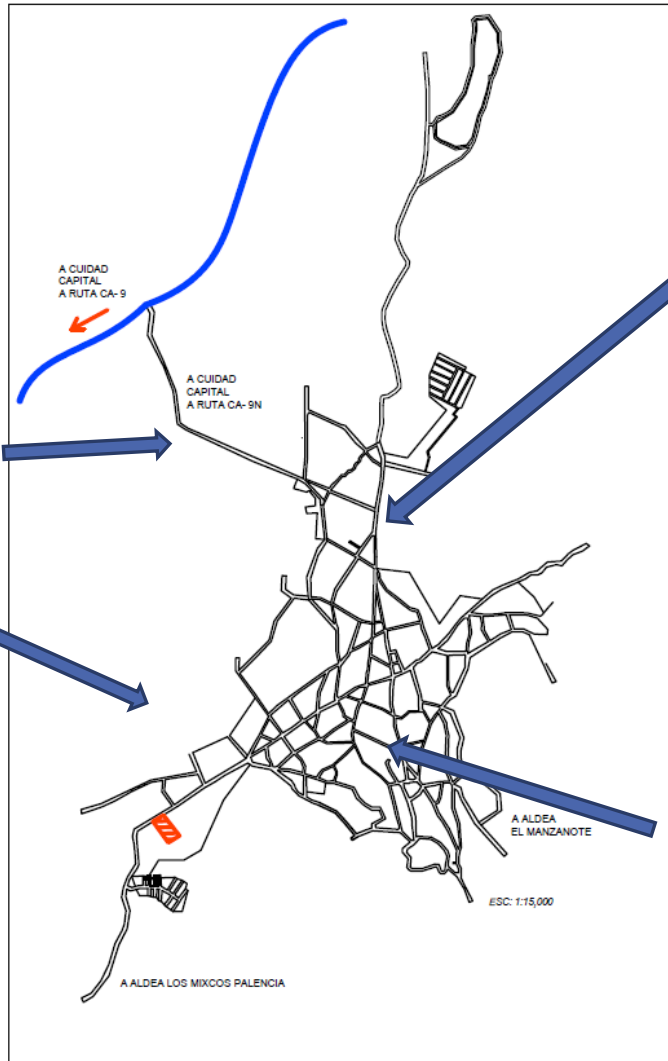 A CUIDAD
CAPITAL
A RUTA CA- 9
A CUIDAD
CAPITAL
A RUTA CA- 9N
A ALDEA
EL MANZANOTE
ESC: 1:15,000
A ALDEA LOS MIXCOS PALENCIA